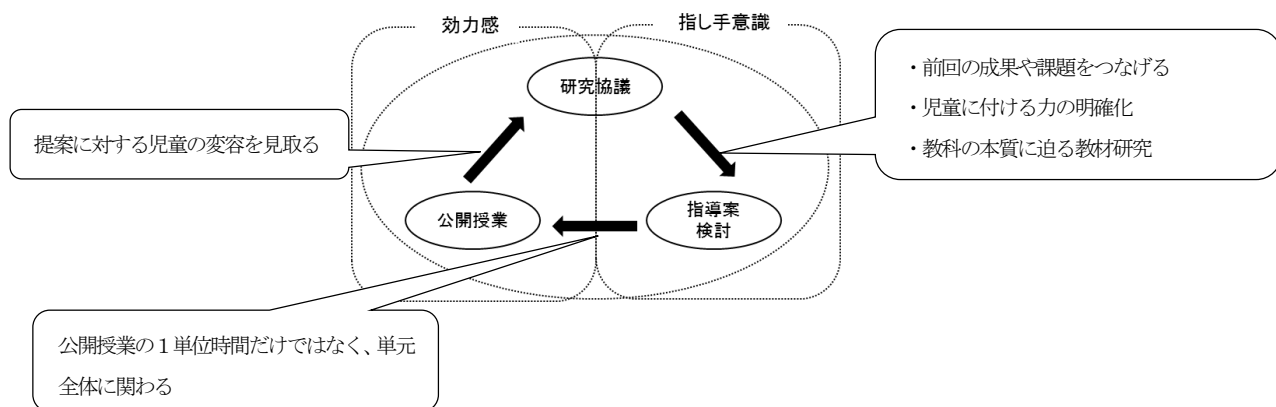 効力感
指し手意識
研究協議
・前回の成果や課題をつなげる
・児童に付ける力の明確化
・教科の本質に迫る教材研究
提案に対する児童の変容を見取る
公開授業
指導案
検討
公開授業の１単位時間だけではなく、単元
全体に関わる